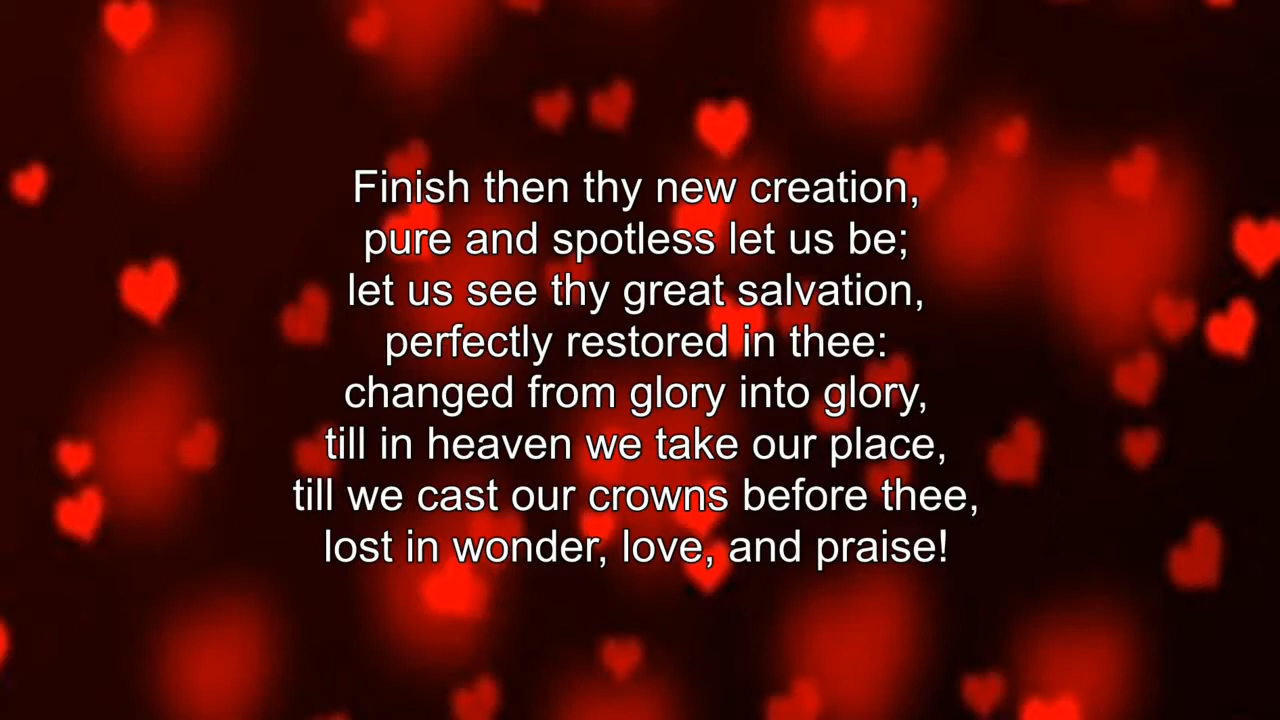 Finish then thy new creation,
pure and spotless let us be;
let us see thy great salvation,
perfectly restored in thee:
changed from glory into glory,
till in heaven we take our place,
till we cast our crowns before thee,
lost in wonder, love, and praise!